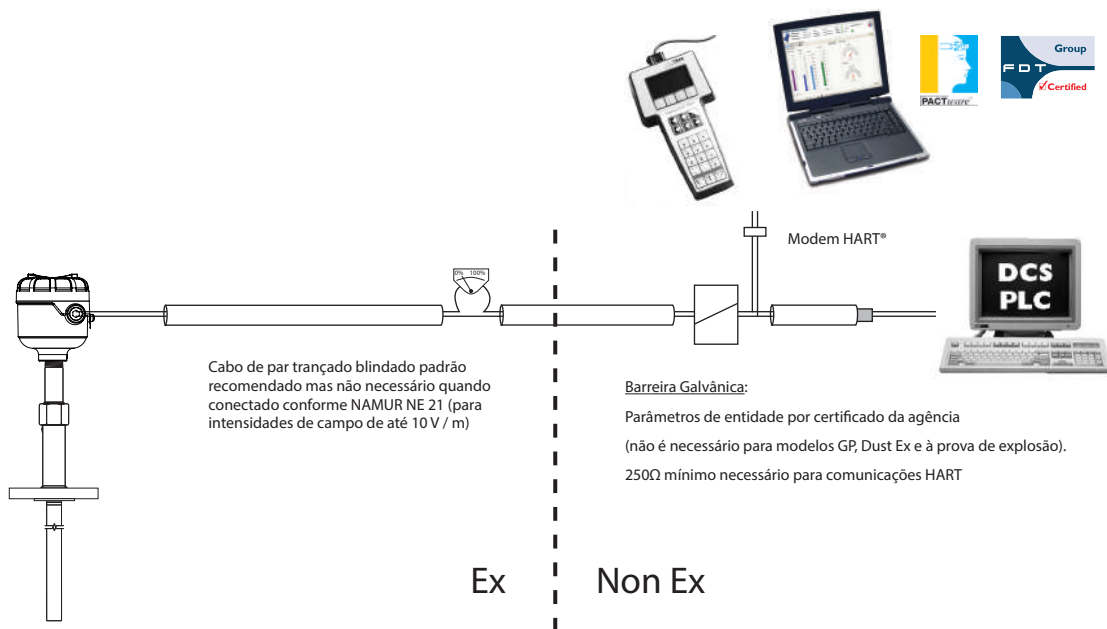 Group
FDT
Certified
PACTware®
Modem HART®
0% 100%
DCS
PLC
Cabo de par trançado blindado padrão
recomendado mas não necessário quando
conectado conforme NAMUR NE 21 (para
intensidades de campo de até 10 V / m)
Barreira Galvânica:
Parâmetros de entidade por certificado da agência
(não é necessário para modelos GP, Dust Ex e à prova de explosão).
250Ω mínimo necessário para comunicações HART
Ex
Non Ex